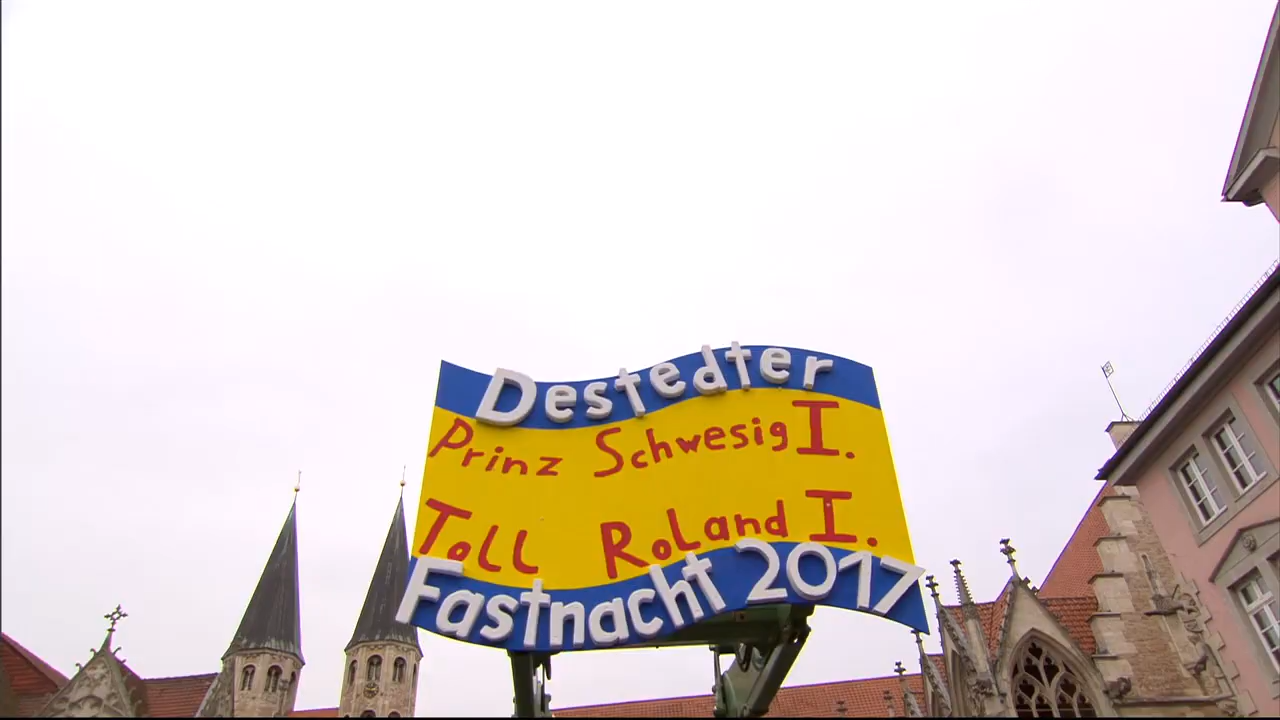 Destedter
Prinz Schwesig I.
Toll Roland I.
Fastnacht 2017